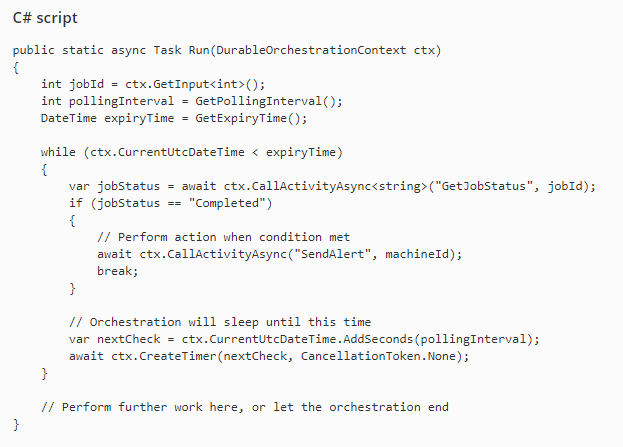 C# script
public static async Task Run(DurableOrchestrationContext ctx)
{
    int jobId = ctx.GetInput<int>();
    int pollingInterval = GetPollingInterval();
    DateTime expiryTime = GetExpiryTime();

    while (ctx.CurrentUtcDateTime < expiryTime)
    {
        var jobStatus = await ctx.CallActivityAsync<string>("GetJobStatus", jobId);
        if (jobStatus == "Completed")
        {
            // Perform action when condition met
            await ctx.CallActivityAsync("SendAlert", machineId);
            break;
        }

        // Orchestration will sleep until this time
        var nextCheck = ctx.CurrentUtcDateTime.AddSeconds(pollingInterval);
        await ctx.CreateTimer(nextCheck, CancellationToken.None);
    }

    // Perform further work here, or let the orchestration end
}